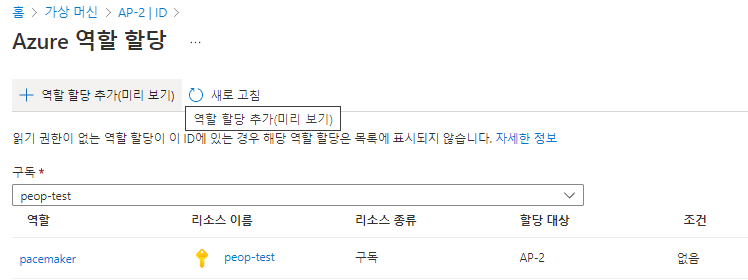 홈 > 가상 머신 > AP-2 | ID >
Azure 역할 할당 ...
+ 역할 할당 추가(미리 보기) 새로 고침
역할 할당 추가(미리 보기)
읽기 권한이 없는 역할 할당이 이 ID에 있는 경우 해당 역할 할당은 목록에 표시되지 않습니다. 자세한 정보
구독 *
peop-test
역할 리소스 이름 리소스 종류 할당 대상 조건
pacemaker peop-test 구독 AP-2 없음